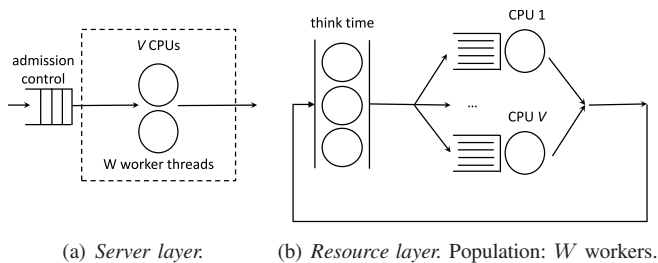 admission
control
V CPUs
W worker threads
think time
CPU 1
...
CPU V
(a) Server layer.
(b) Resource layer. Population: W workers.